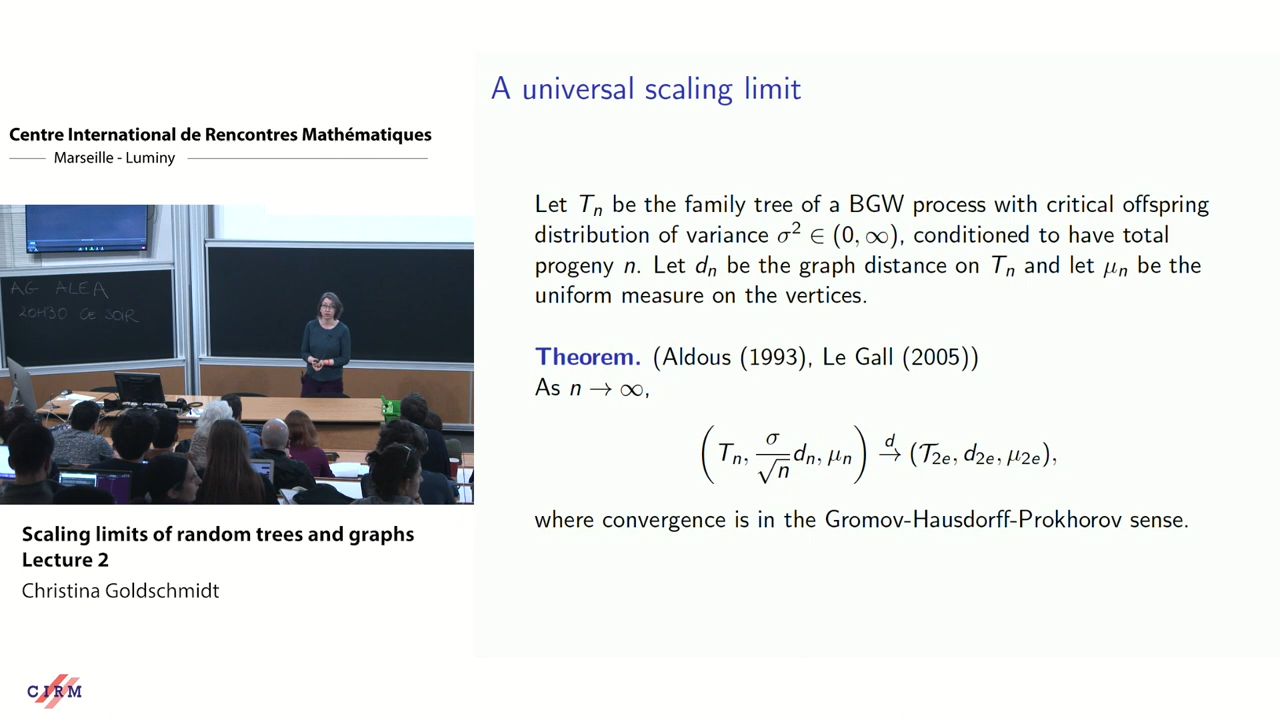 Centre International de Rencontres Mathématiques
Marseille - Luminy
AG ALEA
20H30 CE SOIR
Scaling limits of random trees and graphs
Lecture 2
Christina Goldschmidt
CIRM
A universal scaling limit
Let Tₙ be the family tree of a BGW process with critical offspring
distribution of variance σ² ∈ (0, ∞), conditioned to have total
progeny n. Let dₙ be the graph distance on Tₙ and let μₙ be the
uniform measure on the vertices.
Theorem. (Aldous (1993), Le Gall (2005))
As n → ∞,
(Tₙ, σ/√n dₙ, μₙ) →ᵈ (𝒯₂ₑ, d₂ₑ, μ₂ₑ),
where convergence is in the Gromov-Hausdorff-Prokhorov sense.